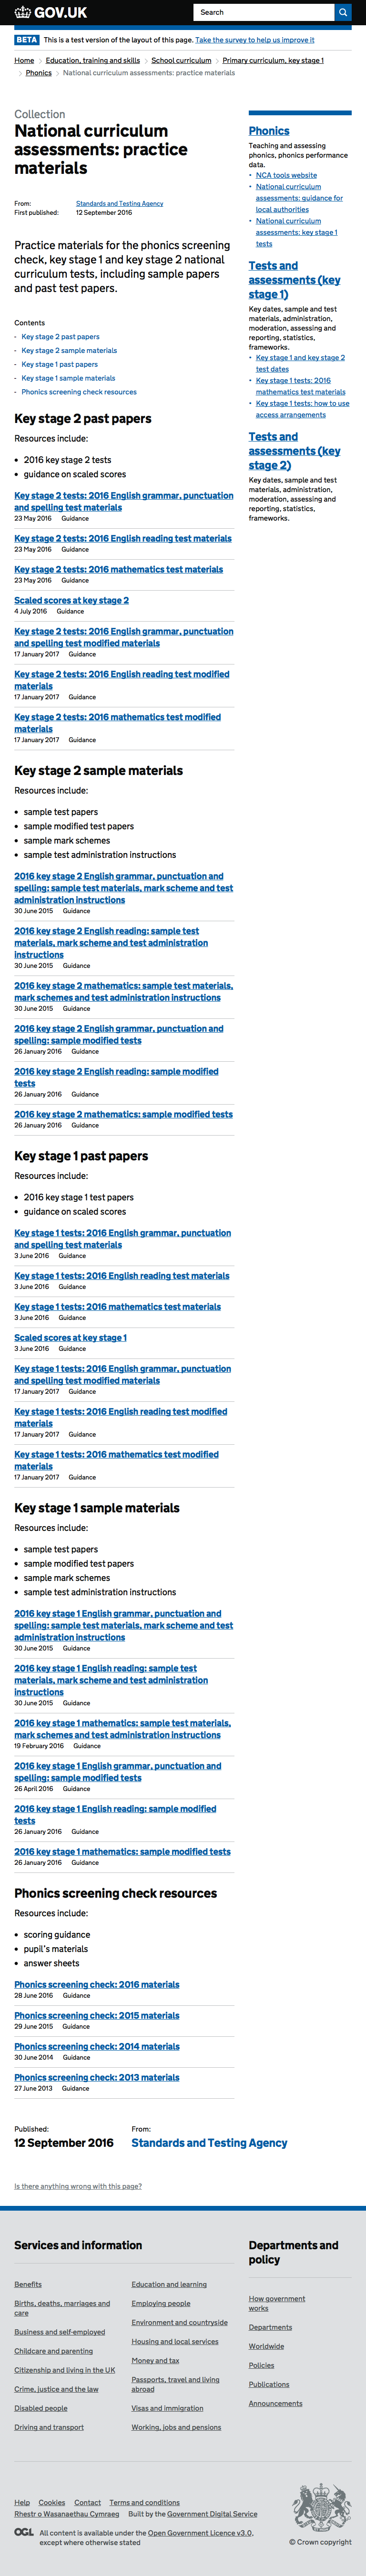 GOV.UK
Search
BETA This is a test version of the layout of this page. Take the survey to help us improve it
Home
Education, training and skills
School curriculum
Primary curriculum, key stage 1
Phonics
National curriculum assessments: practice materials
Collection
National curriculum
assessments: practice
materials
From: Standards and Testing Agency
First published: 12 September 2016
Practice materials for the phonics screening
check, key stage 1 and key stage 2 national
curriculum tests, including sample papers
and past test papers.
Contents
- Key stage 2 past papers
- Key stage 2 sample materials
- Key stage 1 past papers
- Key stage 1 sample materials
- Phonics screening check resources
Key stage 2 past papers
Resources include:
• 2016 key stage 2 tests
• guidance on scaled scores
Key stage 2 tests: 2016 English grammar, punctuation
and spelling test materials
23 May 2016 Guidance
Key stage 2 tests: 2016 English reading test materials
23 May 2016 Guidance
Key stage 2 tests: 2016 mathematics test materials
23 May 2016 Guidance
Scaled scores at key stage 2
4 July 2016 Guidance
Key stage 2 tests: 2016 English grammar, punctuation
and spelling test modified materials
17 January 2017 Guidance
Key stage 2 tests: 2016 English reading test modified
materials
17 January 2017 Guidance
Key stage 2 tests: 2016 mathematics test modified
materials
17 January 2017 Guidance
Key stage 2 sample materials
Resources include:
• sample test papers
• sample modified test papers
• sample mark schemes
• sample test administration instructions
2016 key stage 2 English grammar, punctuation and
spelling: sample test materials, mark scheme and test
administration instructions
30 June 2015 Guidance
2016 key stage 2 English reading: sample test
materials, mark scheme and test administration
instructions
30 June 2015 Guidance
2016 key stage 2 mathematics: sample test materials,
mark schemes and test administration instructions
30 June 2015 Guidance
2016 key stage 2 English grammar, punctuation and
spelling: sample modified tests
26 January 2016 Guidance
2016 key stage 2 English reading: sample modified
tests
26 January 2016 Guidance
2016 key stage 2 mathematics: sample modified tests
26 January 2016 Guidance
Key stage 1 past papers
Resources include:
• 2016 key stage 1 test papers
• guidance on scaled scores
Key stage 1 tests: 2016 English grammar, punctuation
and spelling test materials
3 June 2016 Guidance
Key stage 1 tests: 2016 English reading test materials
3 June 2016 Guidance
Key stage 1 tests: 2016 mathematics test materials
3 June 2016 Guidance
Scaled scores at key stage 1
3 June 2016 Guidance
Key stage 1 tests: 2016 English grammar, punctuation
and spelling test modified materials
17 January 2017 Guidance
Key stage 1 tests: 2016 English reading test modified
materials
17 January 2017 Guidance
Key stage 1 tests: 2016 mathematics test modified
materials
17 January 2017 Guidance
Key stage 1 sample materials
Resources include:
• sample test papers
• sample modified test papers
• sample mark schemes
• sample test administration instructions
2016 key stage 1 English grammar, punctuation and
spelling: sample test materials, mark scheme and test
administration instructions
30 June 2015 Guidance
2016 key stage 1 English reading: sample test
materials, mark scheme and test administration
instructions
30 June 2015 Guidance
2016 key stage 1 mathematics: sample test materials,
mark schemes and test administration instructions
19 February 2016 Guidance
2016 key stage 1 English grammar, punctuation and
spelling: sample modified tests
26 April 2016 Guidance
2016 key stage 1 English reading: sample modified
tests
26 January 2016 Guidance
2016 key stage 1 mathematics: sample modified tests
26 January 2016 Guidance
Phonics screening check resources
Resources include:
• scoring guidance
• pupil's materials
• answer sheets
Phonics screening check: 2016 materials
28 June 2016 Guidance
Phonics screening check: 2015 materials
29 June 2015 Guidance
Phonics screening check: 2014 materials
30 June 2014 Guidance
Phonics screening check: 2013 materials
27 June 2013 Guidance
Phonics
Teaching and assessing
phonics, phonics performance
data.
• NCA tools website
• National curriculum
assessments: guidance for
local authorities
• National curriculum
assessments: key stage 1
tests
Tests and
assessments (key
stage 1)
Key dates, sample and test
materials, administration,
moderation, assessing and
reporting, statistics,
frameworks.
• Key stage 1 and key stage 2
test dates
• Key stage 1 tests: 2016
mathematics test materials
• Key stage 1 tests: how to use
access arrangements
Tests and
assessments (key
stage 2)
Key dates, sample and test
materials, administration,
moderation, assessing and
reporting, statistics,
frameworks.
Published:
12 September 2016
From:
Standards and Testing Agency
Is there anything wrong with this page?
Services and information
Benefits
Births, deaths, marriages and
care
Business and self-employed
Childcare and parenting
Citizenship and living in the UK
Crime, justice and the law
Disabled people
Driving and transport
Education and learning
Employing people
Environment and countryside
Housing and local services
Money and tax
Passports, travel and living
abroad
Visas and immigration
Working, jobs and pensions
Departments and
policy
How government
works
Departments
Worldwide
Policies
Publications
Announcements
Help Cookies Contact Terms and conditions
Rhestr o Wasanaethau Cymraeg Built by the Government Digital Service
OGL All content is available under the Open Government Licence v3.0,
except where otherwise stated
© Crown copyright